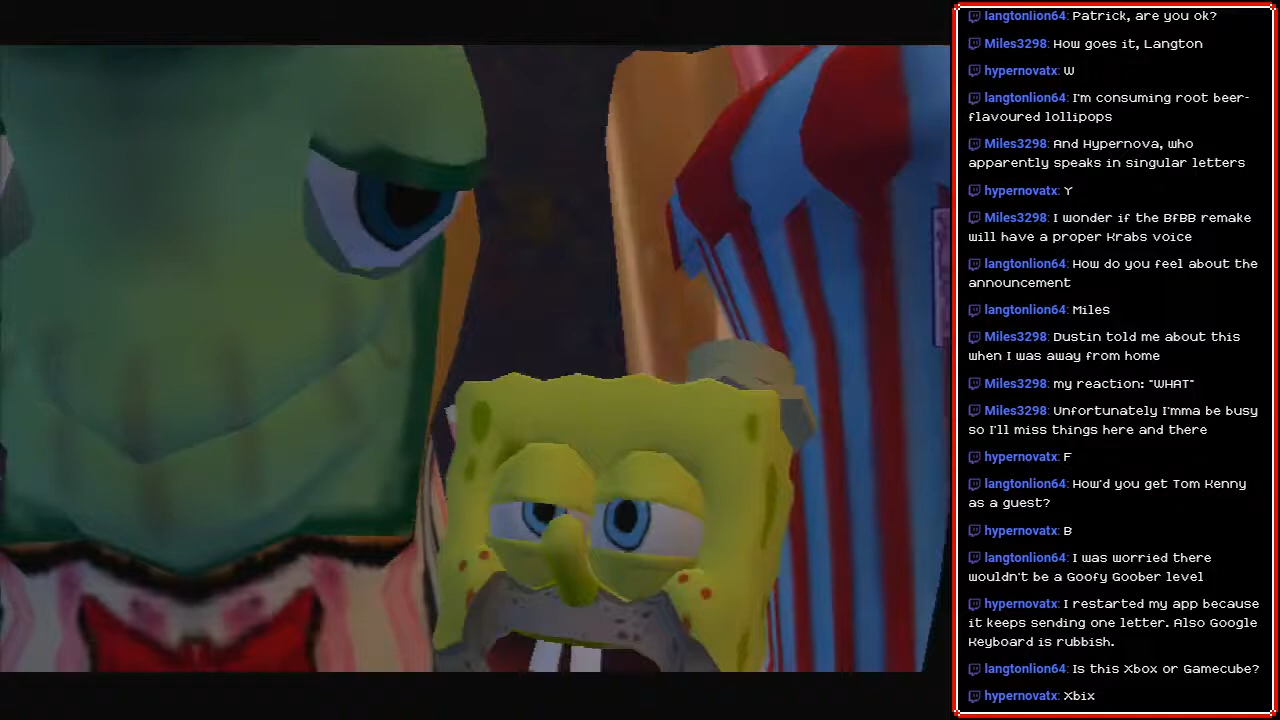 langtonlion64: Patrick, are you ok?
Miles3298: How goes it, Langton
hypernovatx: W
langtonlion64: I'm consuming root beer-
flavoured lollipops
Miles3298: And Hypernova, who
apparently speaks in singular letters
hypernovatx: Y
Miles3298: I wonder if the BfBB remake
will have a proper Krabs voice
langtonlion64: How do you feel about the
announcement
langtonlion64: Miles
Miles3298: Dustin told me about this
when I was away from home
Miles3298: my reaction: "WHAT"
Miles3298: Unfortunately I'mma be busy
so I'll miss things here and there
hypernovatx: F
langtonlion64: How'd you get Tom Kenny
as a guest?
hypernovatx: B
langtonlion64: I was worried there
wouldn't be a Goofy Goober level
hypernovatx: I restarted my app because
it keeps sending one letter. Also Google
Keyboard is rubbish.
langtonlion64: Is this Xbox or Gamecube?
hypernovatx: Xbix